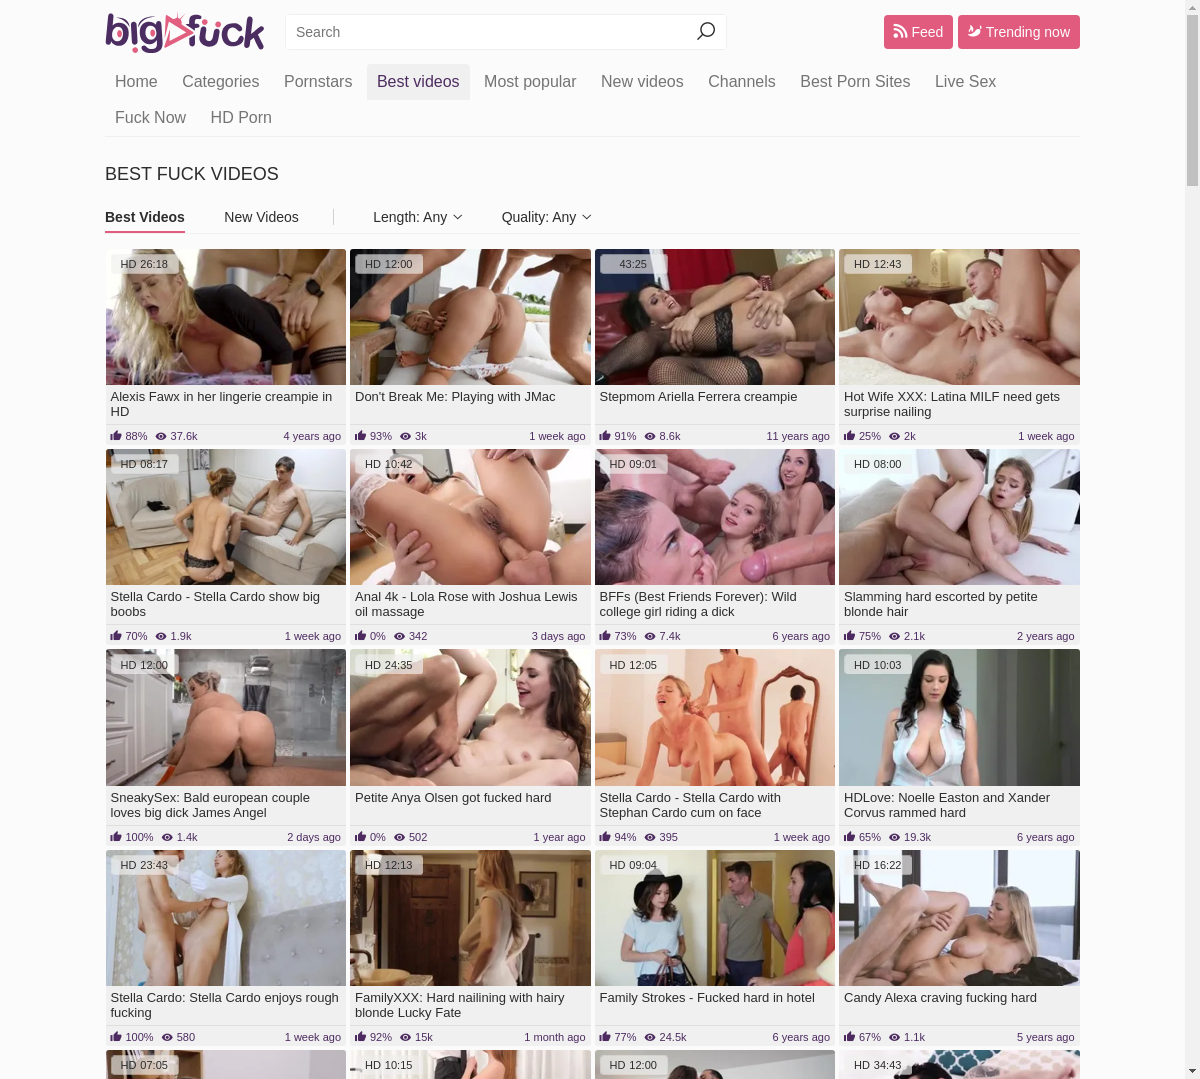 big fuck
Search
Feed
Trending now
Home Categories Pornstars Best videos Most popular New videos Channels Best Porn Sites Live Sex
Fuck Now HD Porn
BEST FUCK VIDEOS
Best Videos New Videos Length: Any Quality: Any
HD 26:18
HD 12:00
43:25
HD 12:43
Alexis Fawx in her lingerie creampie in
HD
Don't Break Me: Playing with JMac
Stepmom Ariella Ferrera creampie
Hot Wife XXX: Latina MILF need gets
surprise nailing
88% 37.6k 4 years ago
93% 3k 1 week ago
91% 8.6k 11 years ago
25% 2k 1 week ago
HD 08:17
HD 10:42
HD 09:01
HD 08:00
Stella Cardo - Stella Cardo show big
boobs
Anal 4k - Lola Rose with Joshua Lewis
oil massage
BFFs (Best Friends Forever): Wild
college girl riding a dick
Slamming hard escorted by petite
blonde hair
70% 1.9k 1 week ago
0% 342 3 days ago
73% 7.4k 6 years ago
75% 2.1k 2 years ago
HD 12:00
HD 24:35
HD 12:05
HD 10:03
SneakySex: Bald european couple
loves big dick James Angel
Petite Anya Olsen got fucked hard
Stella Cardo - Stella Cardo with
Stephan Cardo cum on face
HDLove: Noelle Easton and Xander
Corvus rammed hard
100% 1.4k 2 days ago
0% 502 1 year ago
94% 395 1 week ago
65% 19.3k 6 years ago
HD 23:43
HD 12:13
HD 09:04
HD 16:22
Stella Cardo: Stella Cardo enjoys rough
fucking
FamilyXXX: Hard nailining with hairy
blonde Lucky Fate
Family Strokes - Fucked hard in hotel
Candy Alexa craving fucking hard
100% 580 1 week ago
92% 15k 1 month ago
77% 24.5k 6 years ago
67% 1.1k 5 years ago
HD 07:05
HD 10:15
HD 12:00
HD 34:43